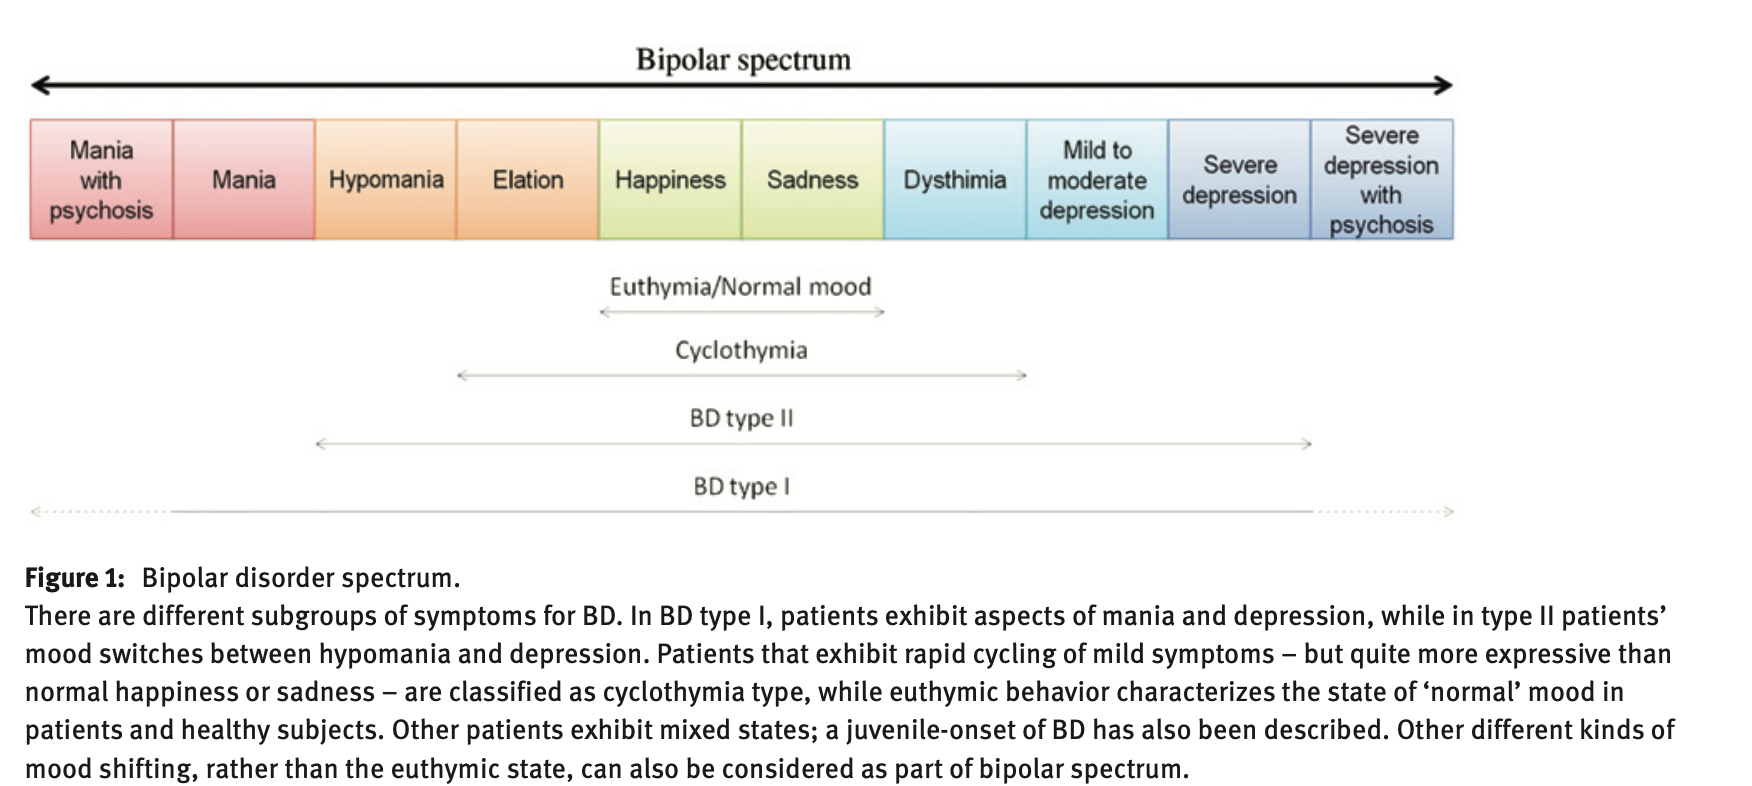 Bipolar spectrum
Mania
with
psychosis
Mania
Hypomania
Elation
Happiness
Sadness
Dysthimia
Mild to
moderate
depression
Severe
depression
Severe
depression
with
psychosis
Euthymia/Normal mood
Cyclothymia
BD type II
BD type I
Figure 1: Bipolar disorder spectrum.
There are different subgroups of symptoms for BD. In BD type I, patients exhibit aspects of mania and depression, while in type II patients’
mood switches between hypomania and depression. Patients that exhibit rapid cycling of mild symptoms – but quite more expressive than
normal happiness or sadness – are classified as cyclothymia type, while euthymic behavior characterizes the state of ‘normal’ mood in
patients and healthy subjects. Other patients exhibit mixed states; a juvenile-onset of BD has also been described. Other different kinds of
mood shifting, rather than the euthymic state, can also be considered as part of bipolar spectrum.